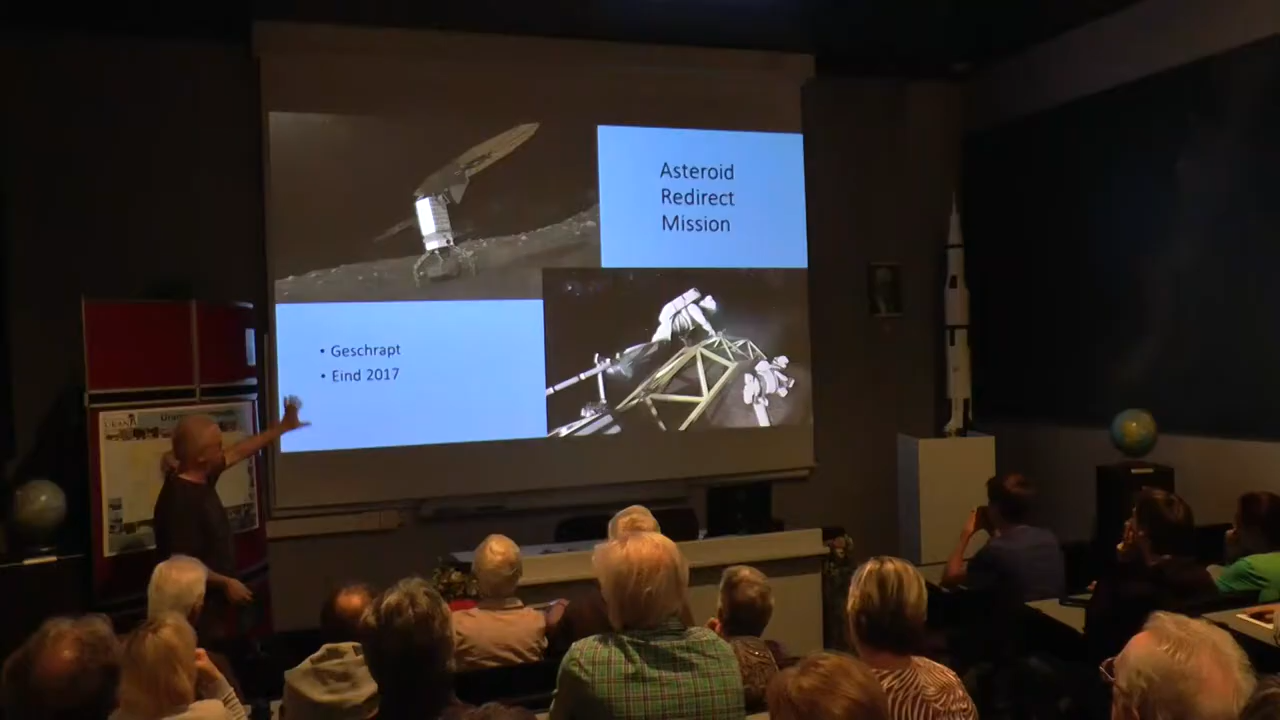 Asteroid
Redirect
Mission
• Geschrapt
• Eind 2017